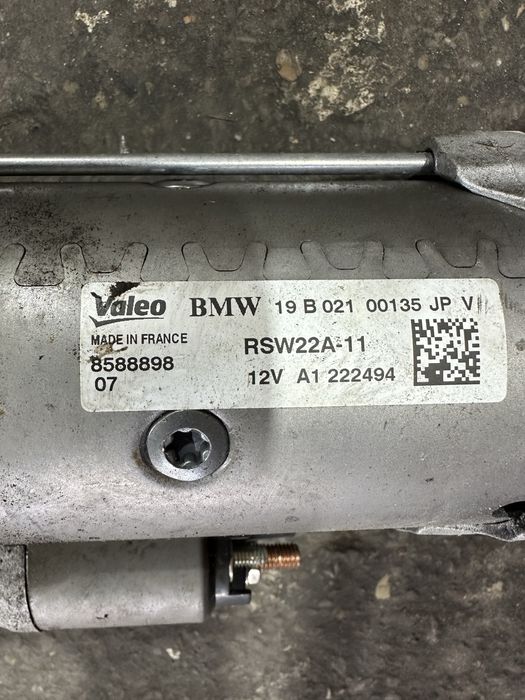 Valeo BMW 19 B 021 00135 JP V
MADE IN FRANCE
8588898 RSW22A-11
07 12V A1 222494